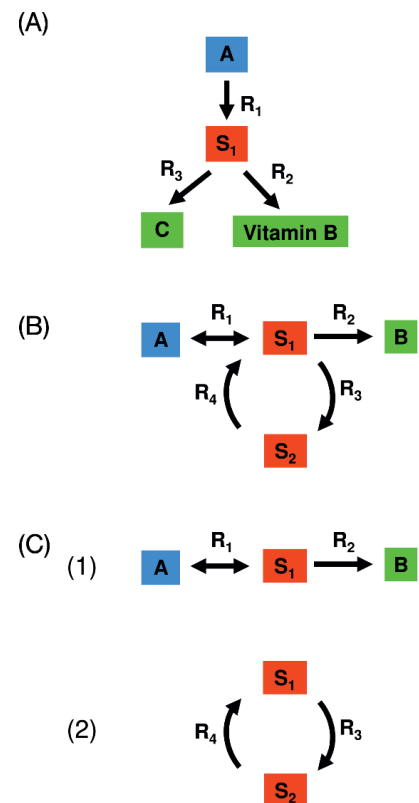 (A)
A
R₁
S₁
R₃
R₂
C
Vitamin B
(B)
R₁
R₂
A
S₁
B
R₄
R₃
S₂
(C)
(1)
R₁
R₂
A
S₁
B
S₁
(2)
R₄
R₃
S₂